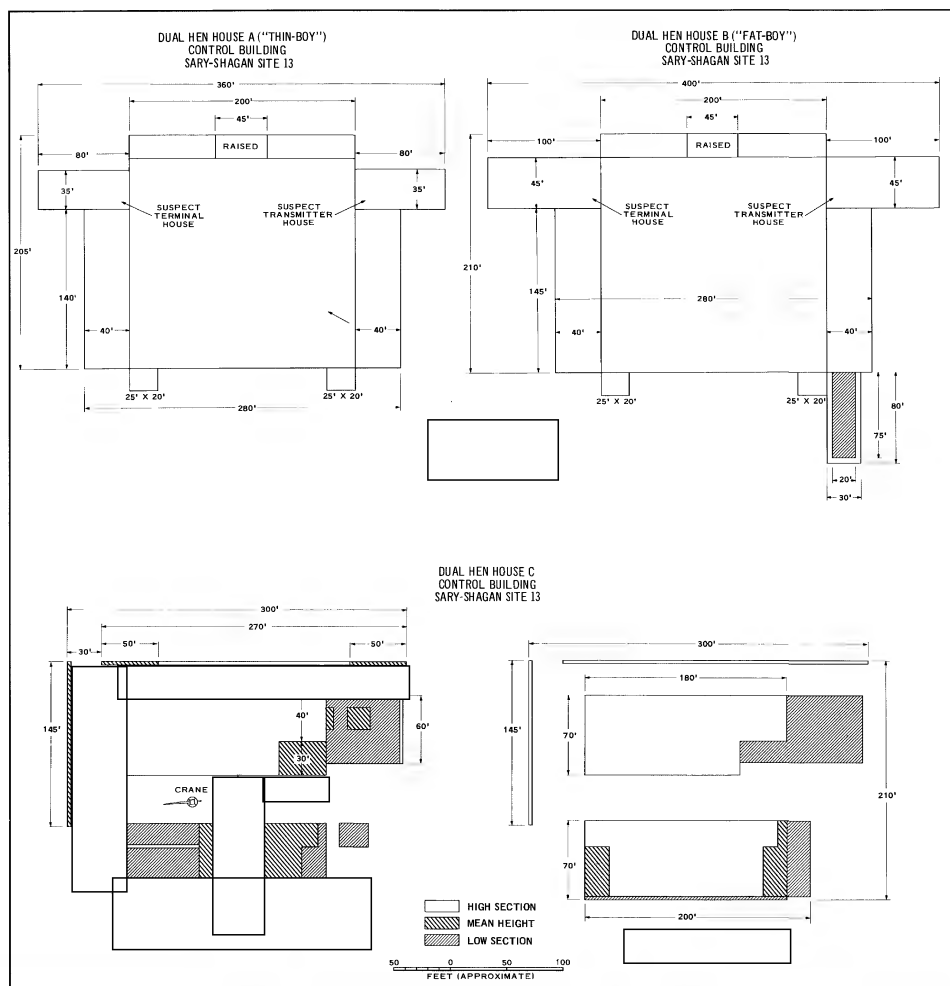 DUAL HEN HOUSE A ("THIN-BOY")
CONTROL BUILDING
SARY-SHAGAN SITE 13
360'
200'
45'
RAISED
80'
80'
35'
35'
SUSPECT
TERMINAL
HOUSE
SUSPECT
TRANSMITTER
HOUSE
205'
140'
40'
40'
25' X 20'
25' X 20'
280'
DUAL HEN HOUSE B ("FAT-BOY")
CONTROL BUILDING
SARY-SHAGAN SITE 13
400'
200'
45'
RAISED
100'
100'
45'
45'
SUSPECT
TERMINAL
HOUSE
SUSPECT
TRANSMITTER
HOUSE
210'
145'
280'
40'
40'
25' X 20'
25' X 20'
80'
75'
20'
30'
DUAL HEN HOUSE C
CONTROL BUILDING
SARY-SHAGAN SITE 13
300'
270'
30'
50'
50'
145'
40'
60'
30'
CRANE
300'
180'
145'
70'
210'
70'
200'
HIGH SECTION
MEAN HEIGHT
LOW SECTION
50 0 50 100
FEET (APPROXIMATE)